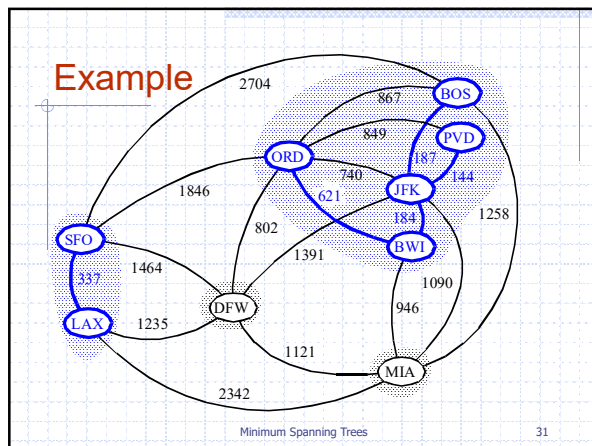 Example
2704
867
BOS
849
PVD
ORD
187
740
144
1846
621
JFK
184
1258
802
SFO
BWI
1391
1464
337
1090
DFW
946
LAX
1235
1121
MIA
2342
Minimum Spanning Trees
31